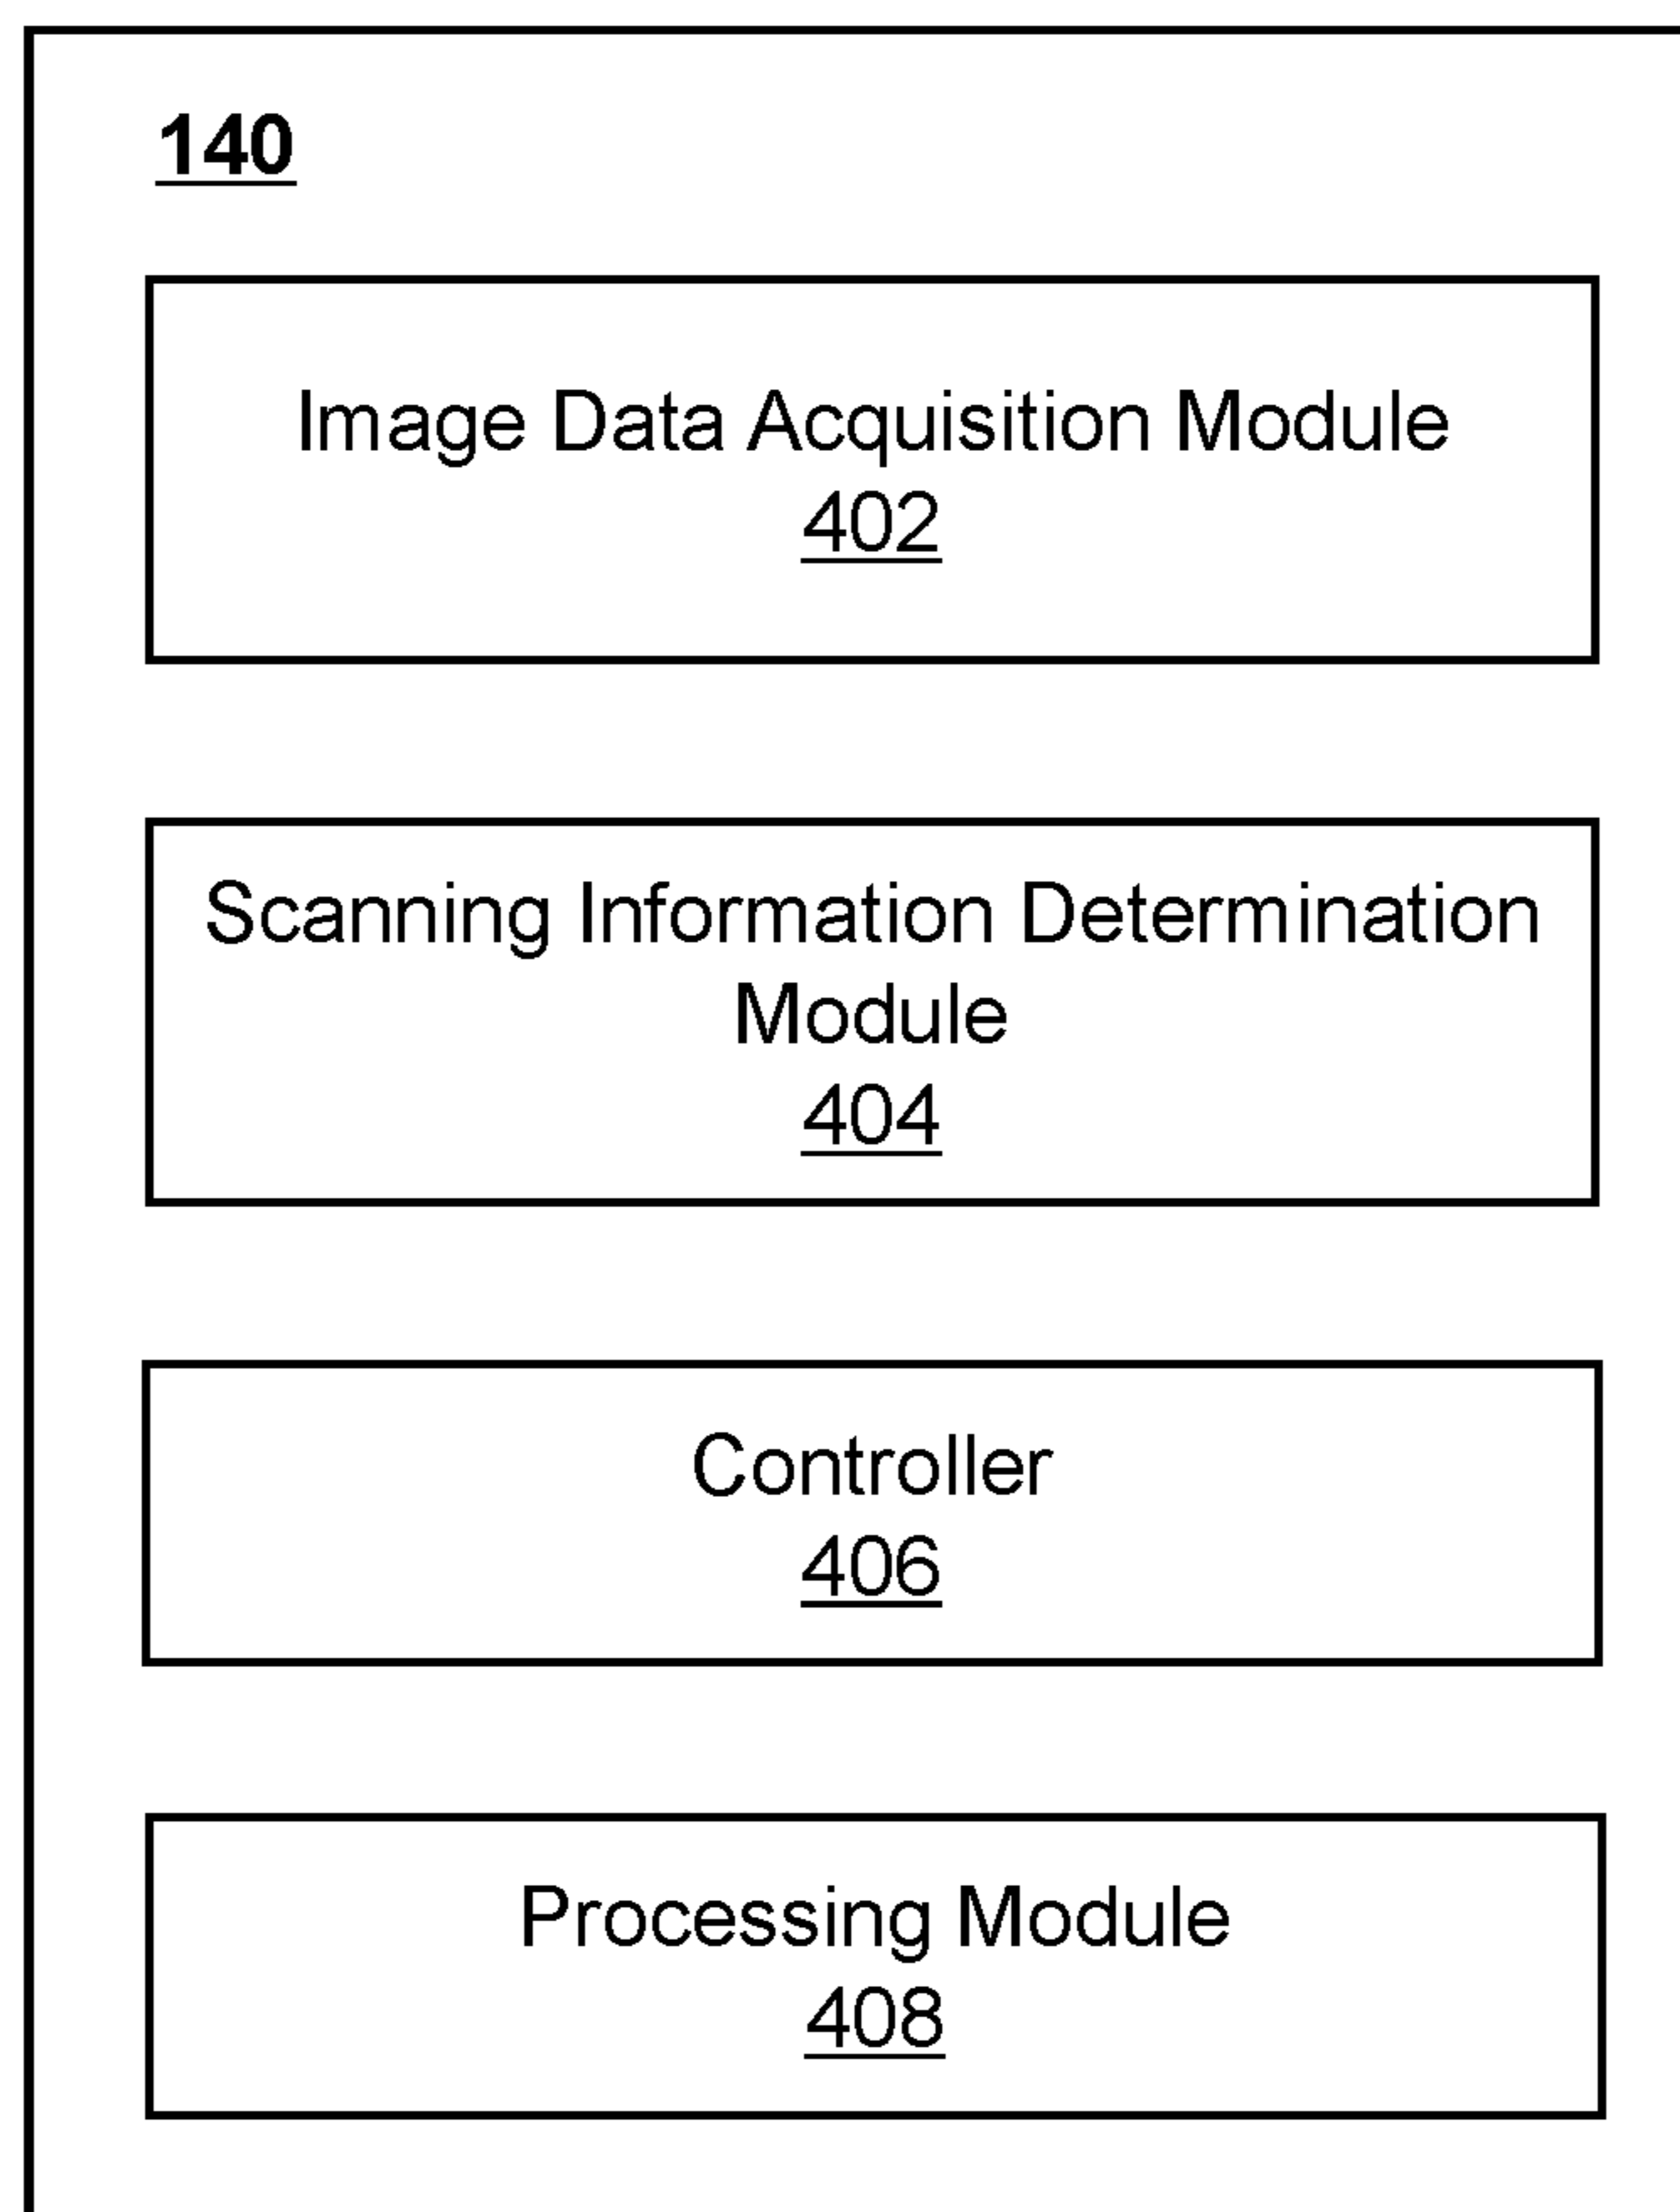 140
Image Data Acquisition Module
402
Scanning Information Determination
Module
404
Controller
406
Processing Module
408